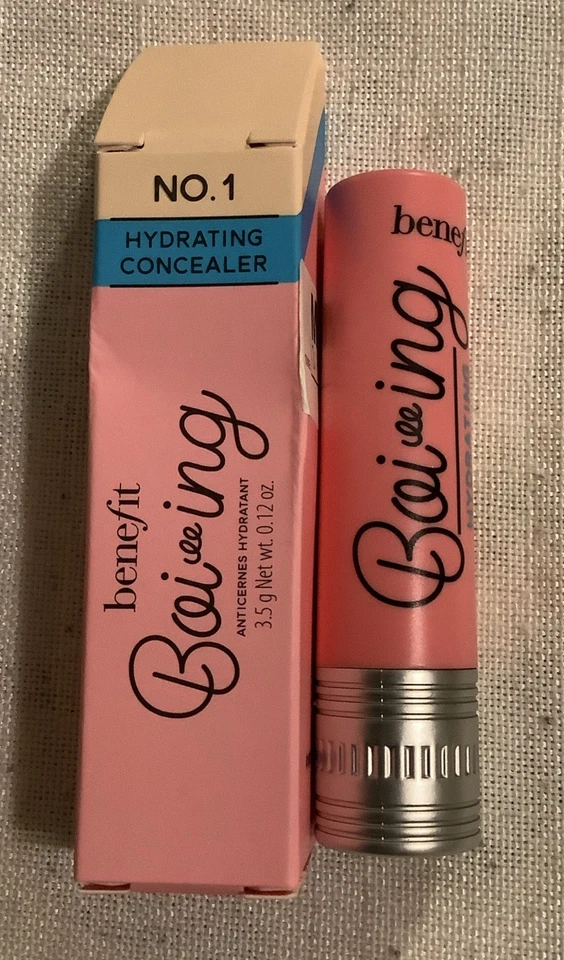 NO.1
HYDRATING
CONCEALER
benefit
Boi-ing
ANTICERNES HYDRATANT
3.5 g Net wt. 0.12 oz.
benefit
Boi-ing
HYDRATING